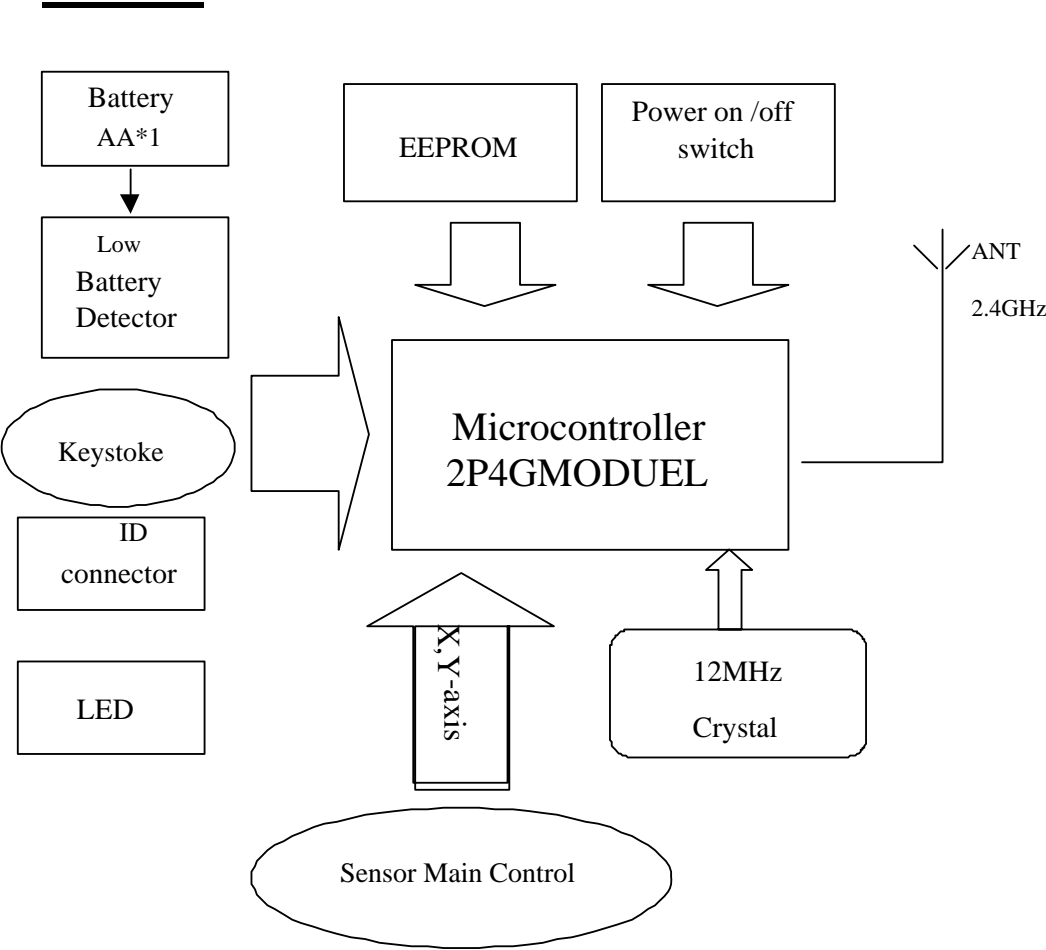 Battery
AA*1
EEPROM
Power on /off
switch
Low
Battery
Detector
ANT
2.4GHz
Keystoke
Microcontroller
2P4GMODUEL
ID
connector
X,Y-axis
12MHz
Crystal
LED
Sensor Main Control